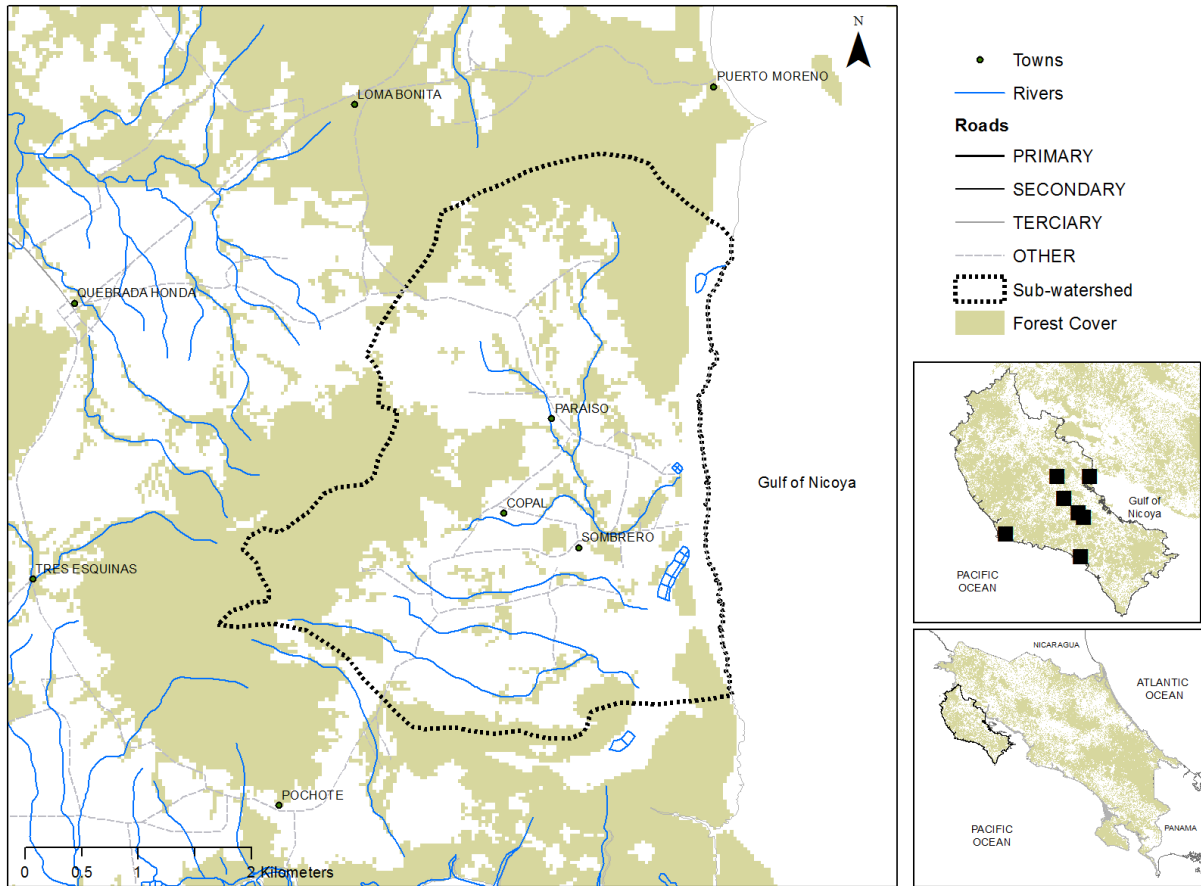 N
PUERTO MORENO
LOMA BONITA
QUEBRADA HONDA
PARAISO
Gulf of Nicoya
COPAL
SOMBRERO
TRES ESQUINAS
POCHOTE
0 0.5 1 2 Kilometers
Towns
Rivers
Roads
PRIMARY
SECONDARY
TERCIARY
OTHER
Sub-watershed
Forest Cover
Gulf of
Nicoya
PACIFIC
OCEAN
NICARAGUA
ATLANTIC
OCEAN
PACIFIC
OCEAN
PANAMA